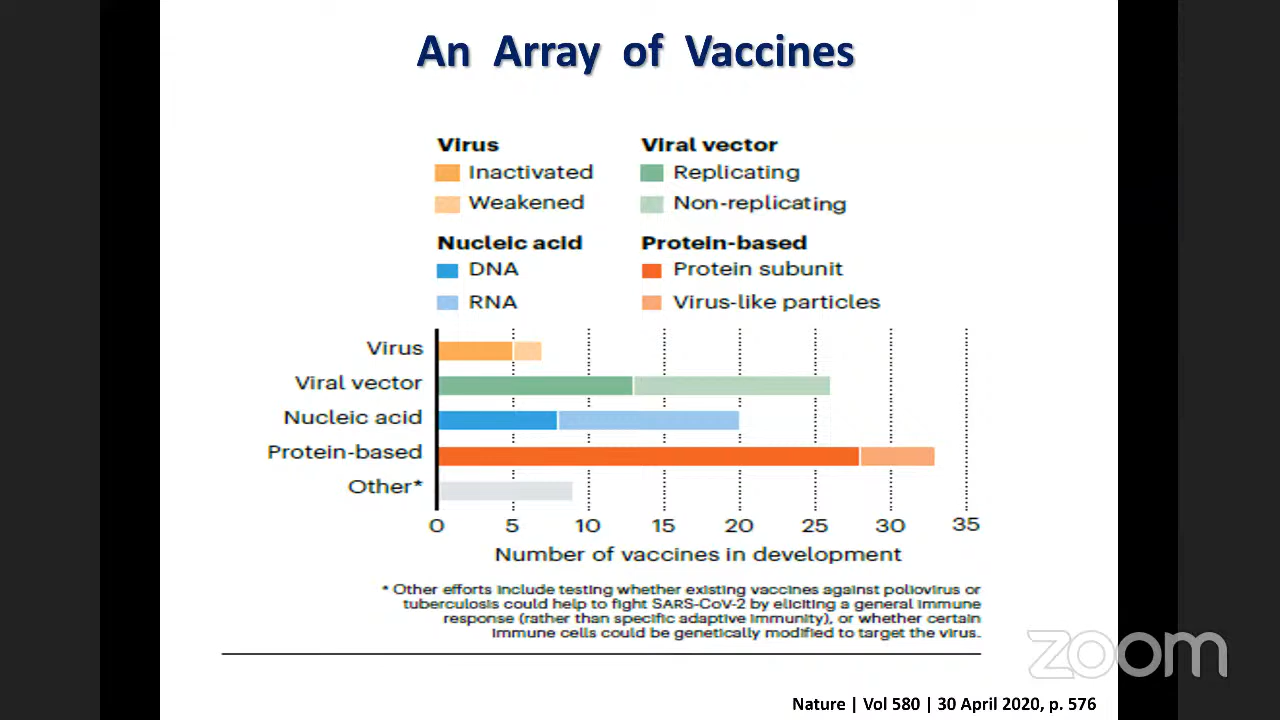 An Array of Vaccines
Virus
Inactivated
Weakened
Viral vector
Replicating
Non-replicating
Nucleic acid
DNA
RNA
Protein-based
Protein subunit
Virus-like particles
Virus
Viral vector
Nucleic acid
Protein-based
Other*
0 5 10 15 20 25 30 35
Number of vaccines in development
* Other efforts include testing whether existing vaccines against poliovirus or
tuberculosis could help to fight SARS-CoV-2 by eliciting a general immune
response (rather than specific adaptive immunity), or whether certain
immune cells could be genetically modified to target the virus.
zoom
Nature | Vol 580 | 30 April 2020, p. 576